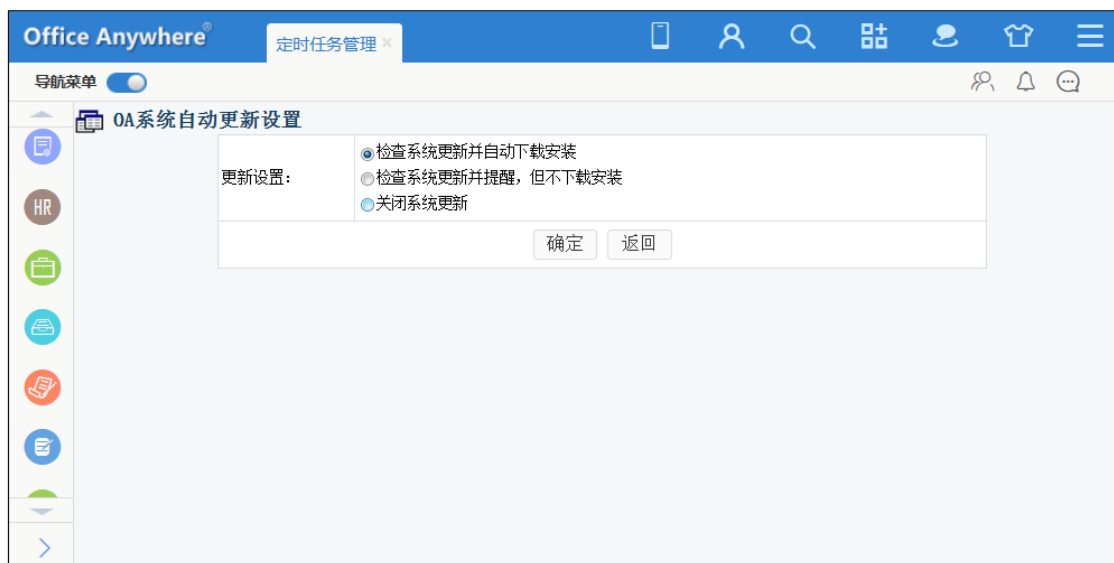 Office Anywhere®
定时任务管理 ×
导航菜单
OA系统自动更新设置
更新设置：
检查系统更新并自动下载安装
检查系统更新并提醒，但不下载安装
关闭系统更新
确定 返回
HR